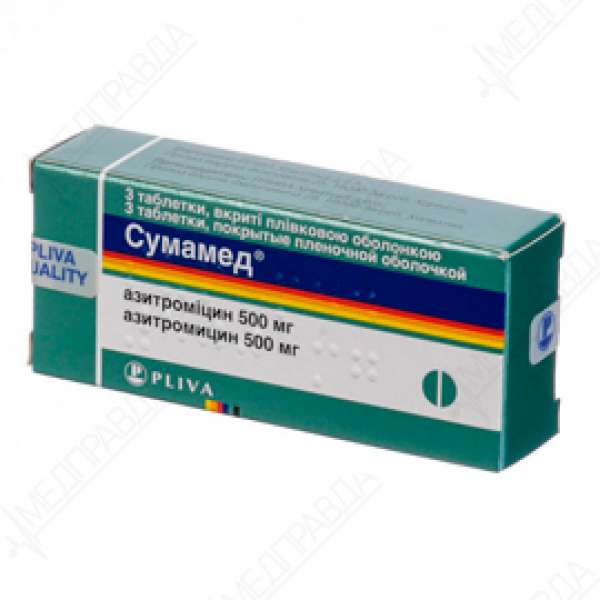 3 таблетки, вкриті плівковою оболонкою
3 таблетки, покрытые пленочной оболочкой
Сумамед®
азитроміцин 500 мг
азитромицин 500 мг
PLIVA
PLIVA
QUALITY
МЕДПРАВДА